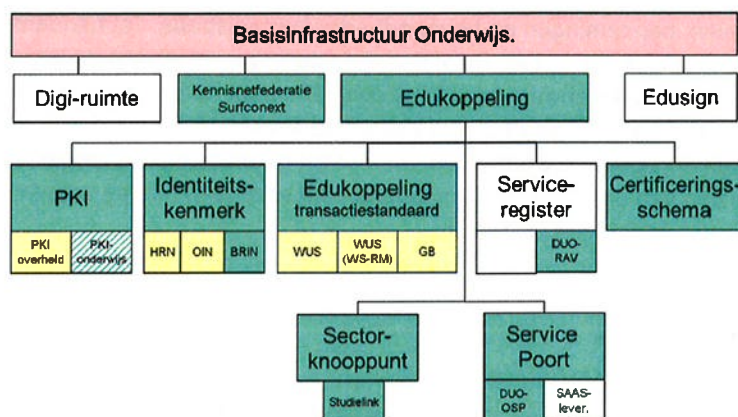 Basisinfrastructuur Onderwijs.
Digi-ruimte
Kennisnetfederatie
Surfconext
Edukoppeling
Edusign
PKI
PKI
overheid
PKI-
onderwijs
Identiteits-
kenmerk
HRN
OIN
BRIN
Edukoppeling
transactiestandaard
WUS
WUS
(WS-RM)
GB
Service-
register
DUO-
RAV
Certificerings-
schema
Sector-
knooppunt
Studielink
Service
Poort
DUO-
OSP
SAAS-
lever.